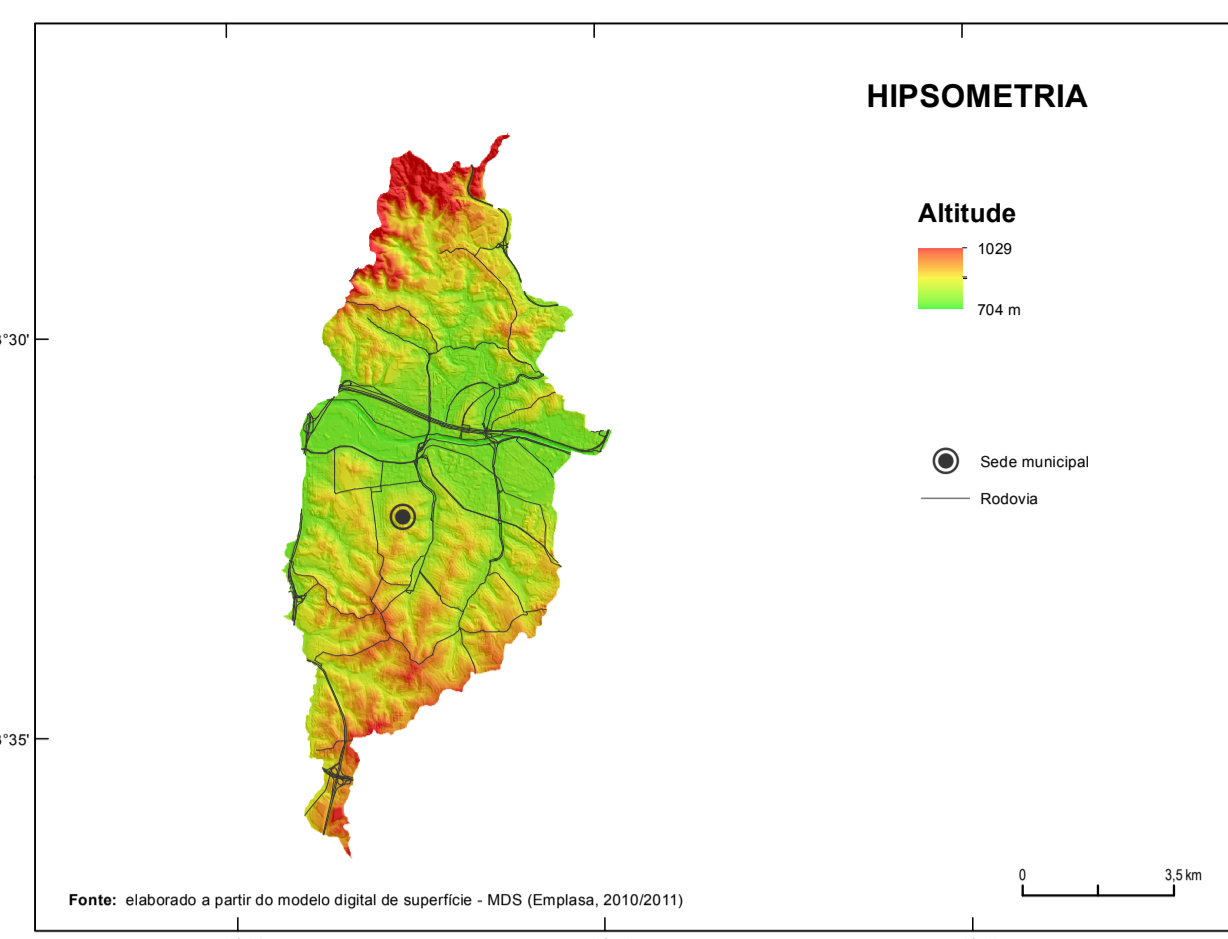 HIPSOMETRIA
Altitude
1029
704 m
°30'
Sede municipal
Rodovia
°35'
0 3,5 km
Fonte: elaborado a partir do modelo digital de superfície - MDS (Emplasa, 2010/2011)